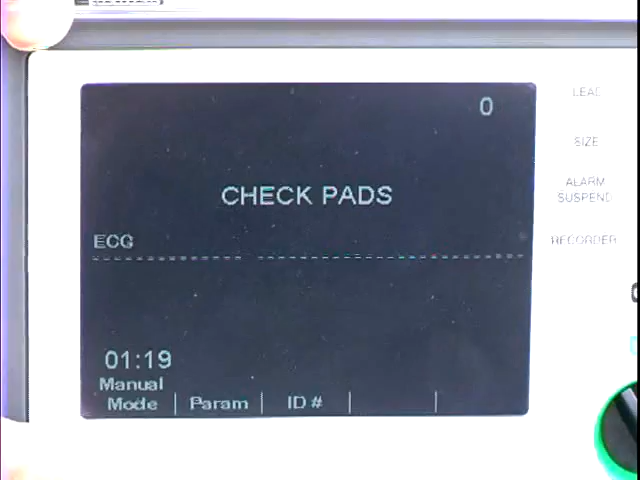 0
LEAD
SIZE
ALARM
SUSPEND
CHECK PADS
RECORDER
ECG
01:19
Manual
Mode | Param | ID #